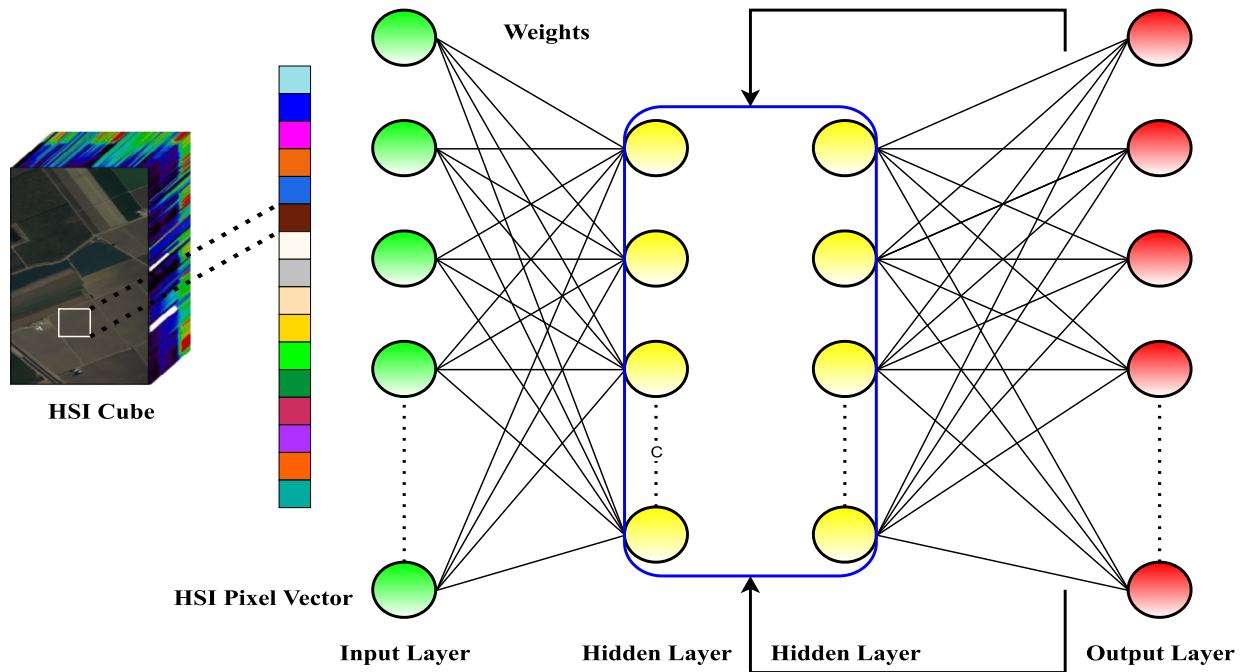 Weights
HSI Cube
C
HSI Pixel Vector
Input Layer
Hidden Layer
Hidden Layer
Output Layer